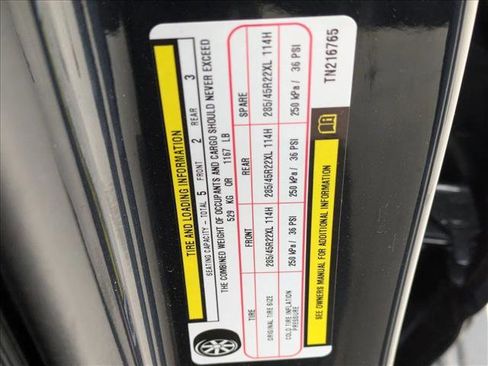 TIRE AND LOADING INFORMATION
SEATING CAPACITY - TOTAL 5 FRONT 2 REAR 3
THE COMBINED WEIGHT OF OCCUPANTS AND CARGO SHOULD NEVER EXCEED
529 KG OR 1167 LB
TIRE FRONT REAR SPARE
ORIGINAL TIRE SIZE 285/45R22XL 114H 285/45R22XL 114H 285/45R22XL 114H
COLD TIRE INFLATION PRESSURE 250 kPa / 36 PSI 250 kPa / 36 PSI 250 kPa / 36 PSI
SEE OWNERS MANUAL FOR ADDITIONAL INFORMATION
TN216765